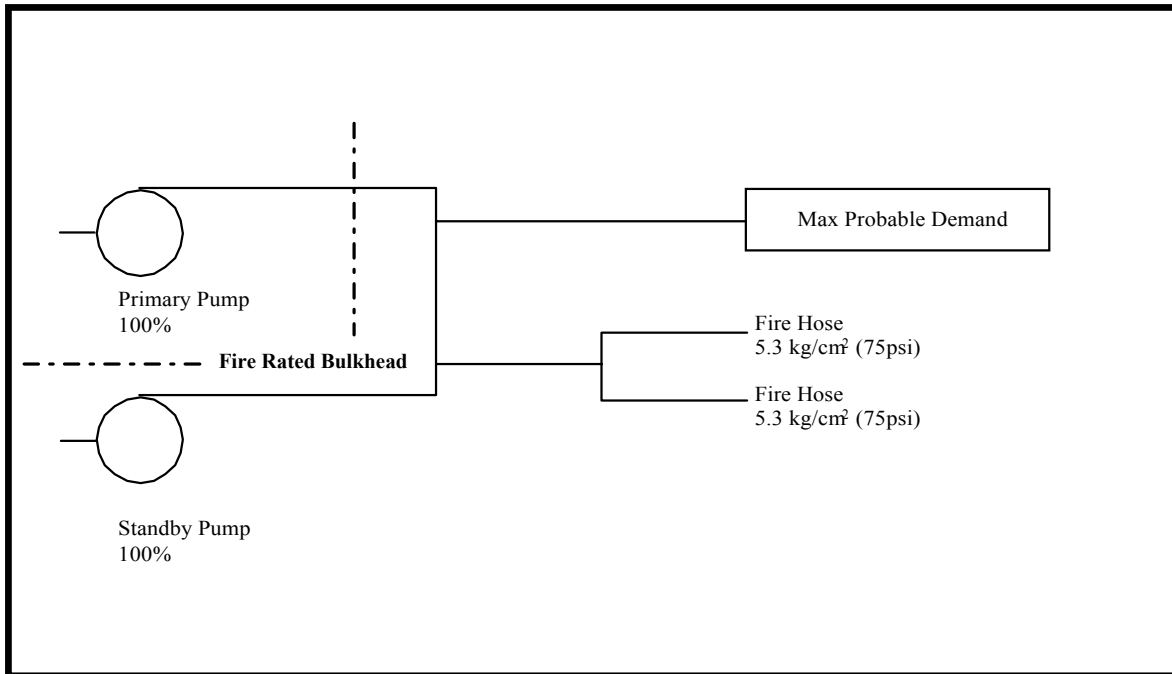 Max Probable Demand
Primary Pump
100%
Fire Hose
5.3 kg/cm² (75psi)
Fire Rated Bulkhead
Fire Hose
5.3 kg/cm² (75psi)
Standby Pump
100%